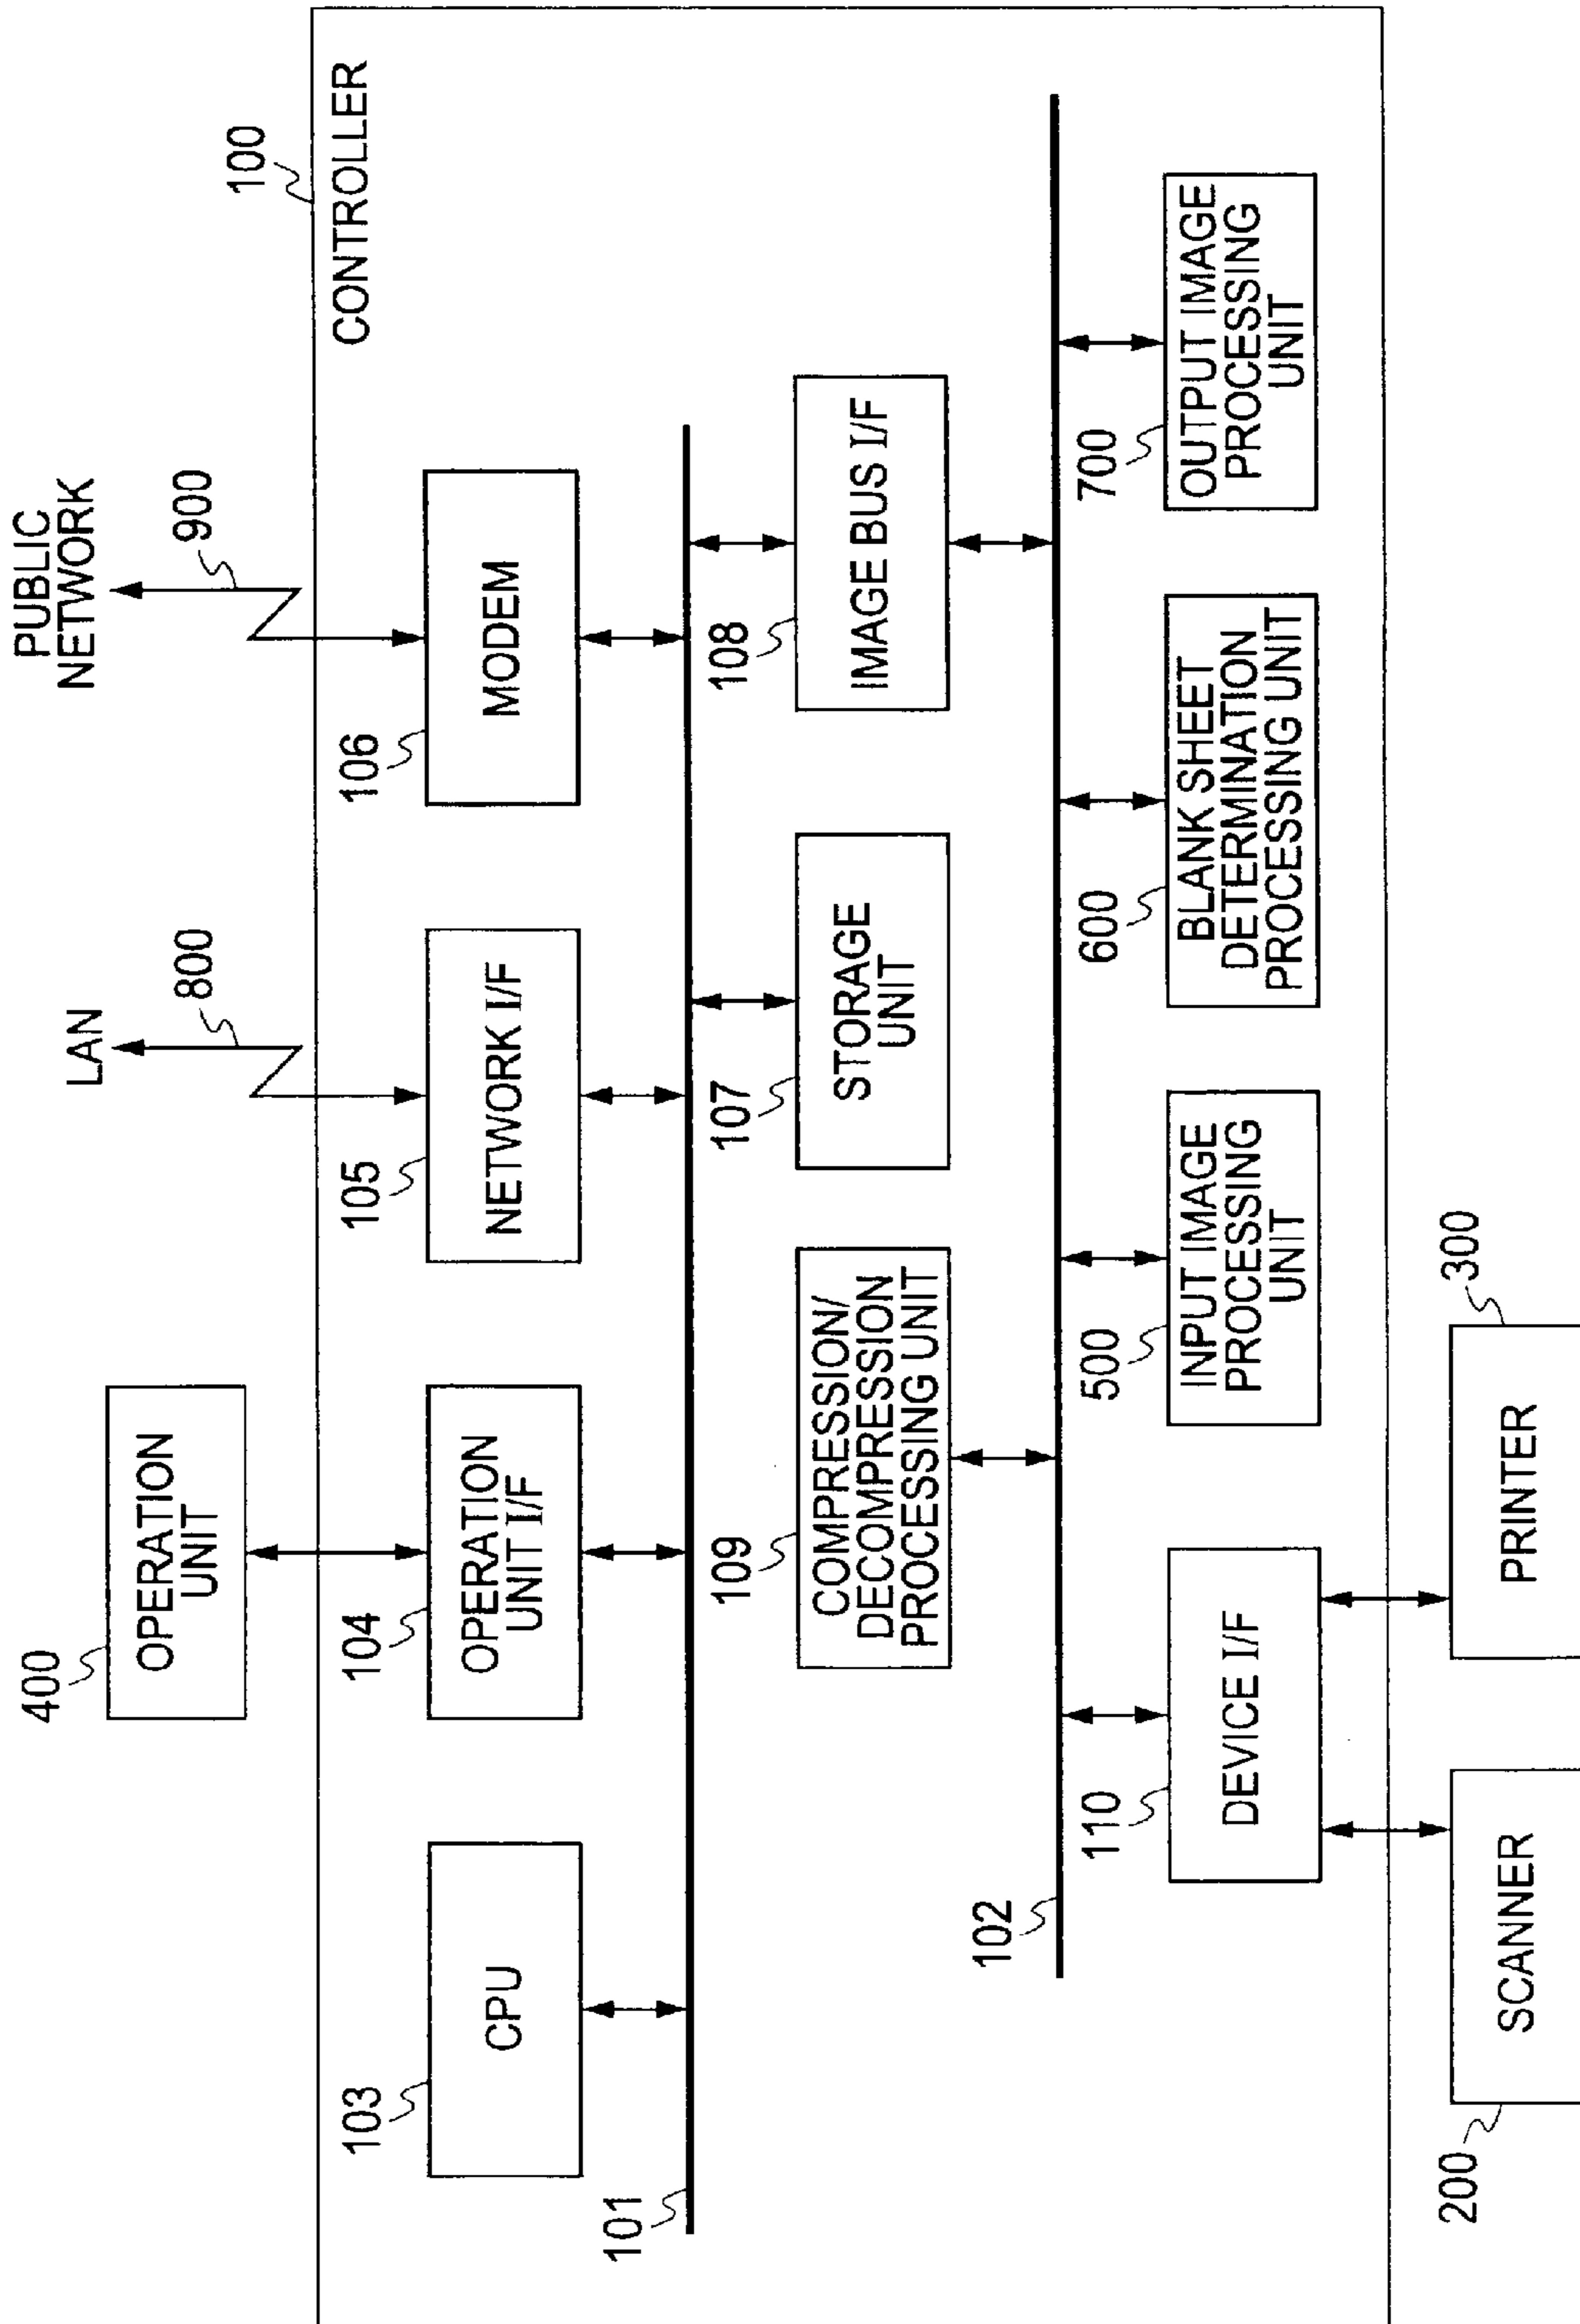 PUBLIC
NETWORK
900
LAN
800
400
OPERATION
UNIT
100
CONTROLLER
103
CPU
104
OPERATION
UNIT I/F
105
NETWORK I/F
106
MODEM
101
109
COMPRESSION/
DECOMPRESSION
PROCESSING UNIT
107
STORAGE
UNIT
108
IMAGE BUS I/F
102
110
DEVICE I/F
500
INPUT IMAGE
PROCESSING
UNIT
600
BLANK SHEET
DETERMINATION
PROCESSING UNIT
700
OUTPUT IMAGE
PROCESSING
UNIT
200
SCANNER
300
PRINTER